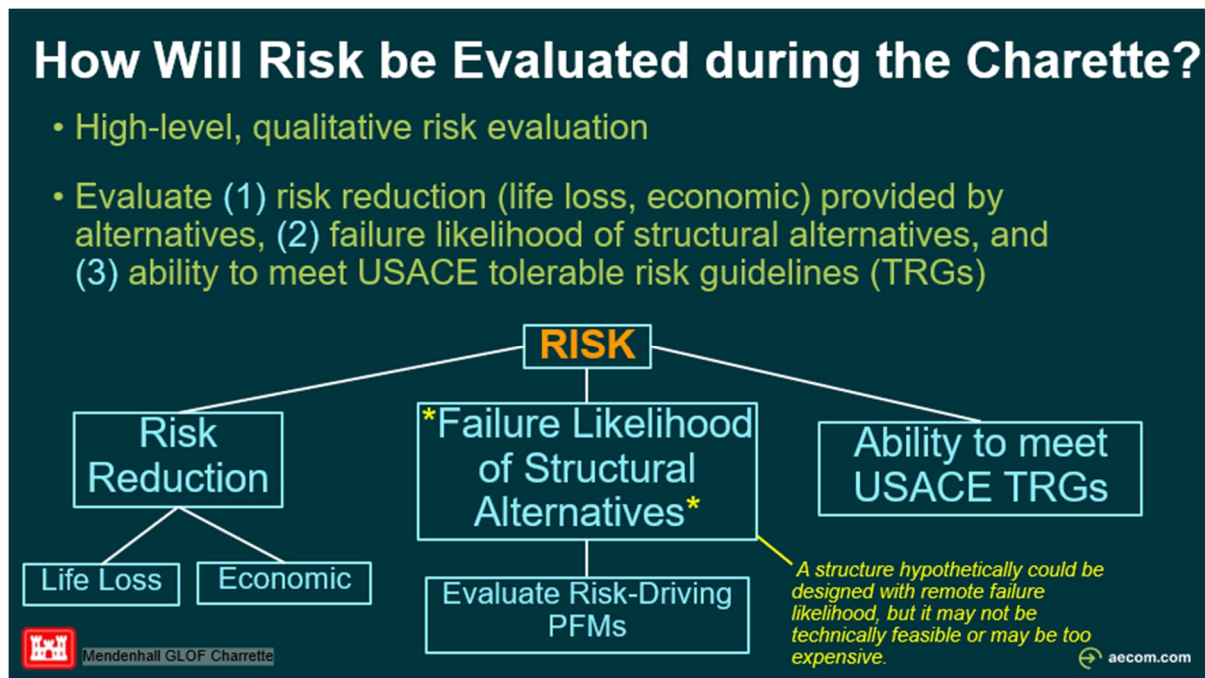 How Will Risk be Evaluated during the Charette?
• High-level, qualitative risk evaluation
• Evaluate (1) risk reduction (life loss, economic) provided by
alternatives, (2) failure likelihood of structural alternatives, and
(3) ability to meet USACE tolerable risk guidelines (TRGs)
RISK
Risk
Reduction
*Failure Likelihood
of Structural
Alternatives*
Ability to meet
USACE TRGs
Life Loss
Economic
Evaluate Risk-Driving
PFMs
A structure hypothetically could be
designed with remote failure
likelihood, but it may not be
technically feasible or may be too
expensive.
Mendenhall GLOF Charrette
aecom.com